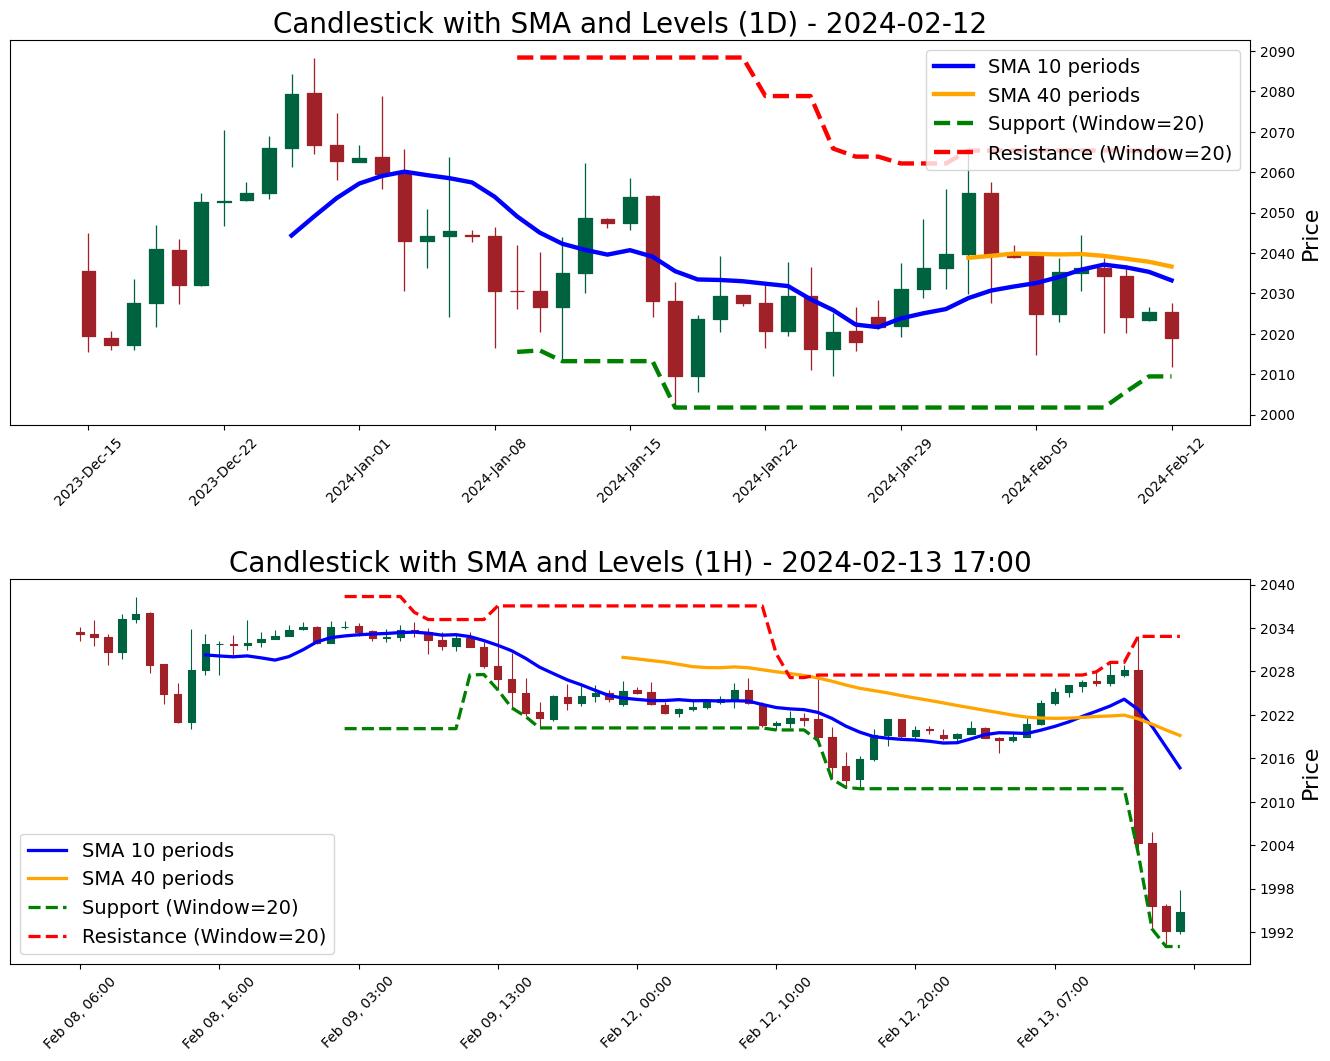 Candlestick with SMA and Levels (1D) - 2024-02-12
SMA 10 periods
SMA 40 periods
Support (Window=20)
Resistance (Window=20)
2090
2080
2070
2060
2050
2040
2030
2020
2010
2000
Price
2023-Dec-15
2023-Dec-22
2024-Jan-01
2024-Jan-08
2024-Jan-15
2024-Jan-22
2024-Jan-29
2024-Feb-05
2024-Feb-12
Candlestick with SMA and Levels (1H) - 2024-02-13 17:00
2040
2034
2028
2022
2016
2010
2004
1998
1992
Price
SMA 10 periods
SMA 40 periods
Support (Window=20)
Resistance (Window=20)
Feb 08, 06:00
Feb 08, 16:00
Feb 09, 03:00
Feb 09, 13:00
Feb 12, 00:00
Feb 12, 10:00
Feb 12, 20:00
Feb 13, 07:00